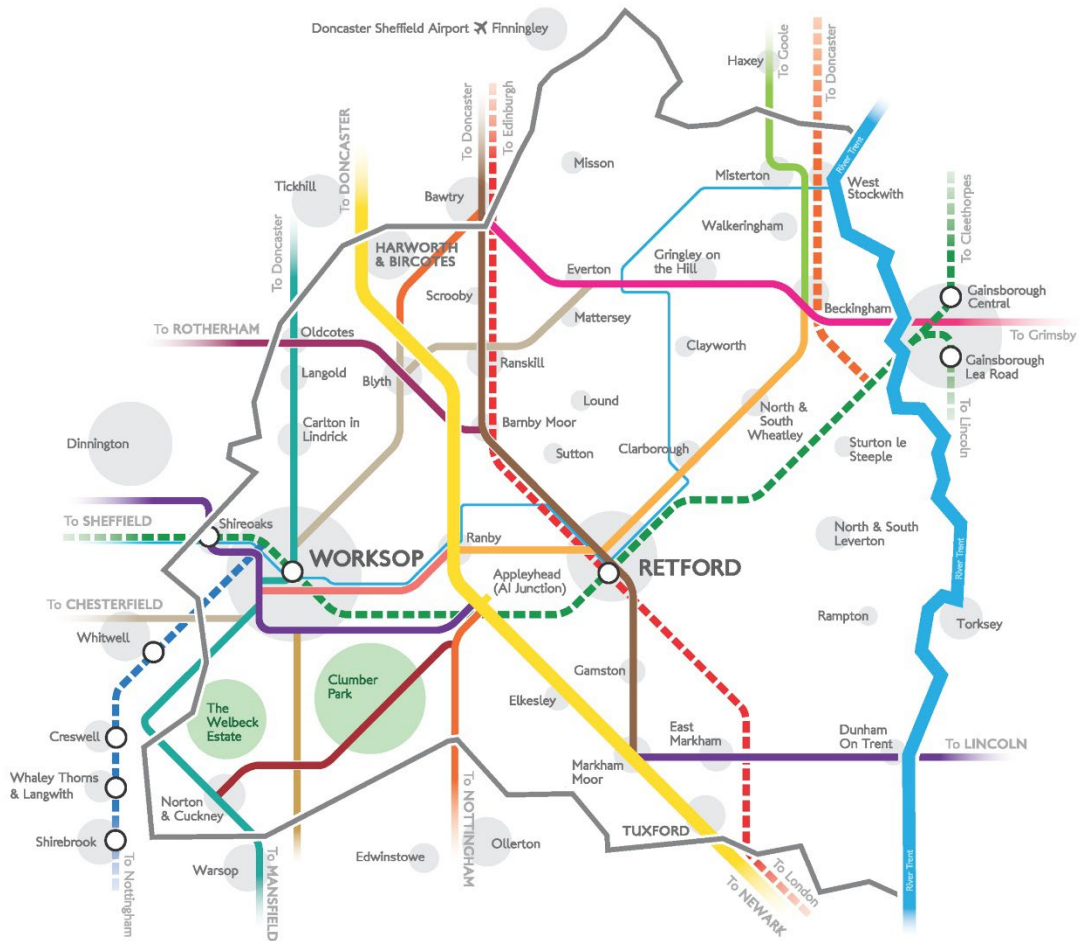 Doncaster Sheffield Airport ✈ Finningley
Haxey
To Goole
To Doncaster
To Doncaster
To Edinburgh
To DONCASTER
River Trent
Misson
Tickhill
Bawtry
Misterton
West
Stockwith
To Cleethorpes
Walkeringham
To Doncaster
HARWORTH
& BIRCOTES
Everton
Gringley on
the Hill
Scrooby
Gainsborough
Central
Mattersey
Beckingham
To ROTHERHAM
Oldcotes
To Grimsby
Clayworth
Langold
Blyth
Ranskill
Gainsborough
Lea Road
Lound
North &
South
Wheatley
To Lincoln
Carlton in
Lindrick
Barnby Moor
Dinnington
Sutton
Clarborough
Sturton le
Steeple
To SHEFFIELD
Shireoaks
WORKSOP
Ranby
RETFORD
North & South
Leverton
River Trent
Appleyhead
(AI Junction)
To CHESTERFIELD
Whitwell
Rampton
Torksey
Clumber
Park
Gamston
Elkesley
The
Welbeck
Estate
Creswell
East
Markham
Dunham
On Trent
To LINCOLN
Markham
Moor
Whaley Thorns
& Langwith
Norton
& Cuckney
To NOTTINGHAM
Shirebrook
TUXFORD
Ollerton
Edwinstowe
Warsop
To Nottingham
To MANSFIELD
To London
To NEWARK
River Trent